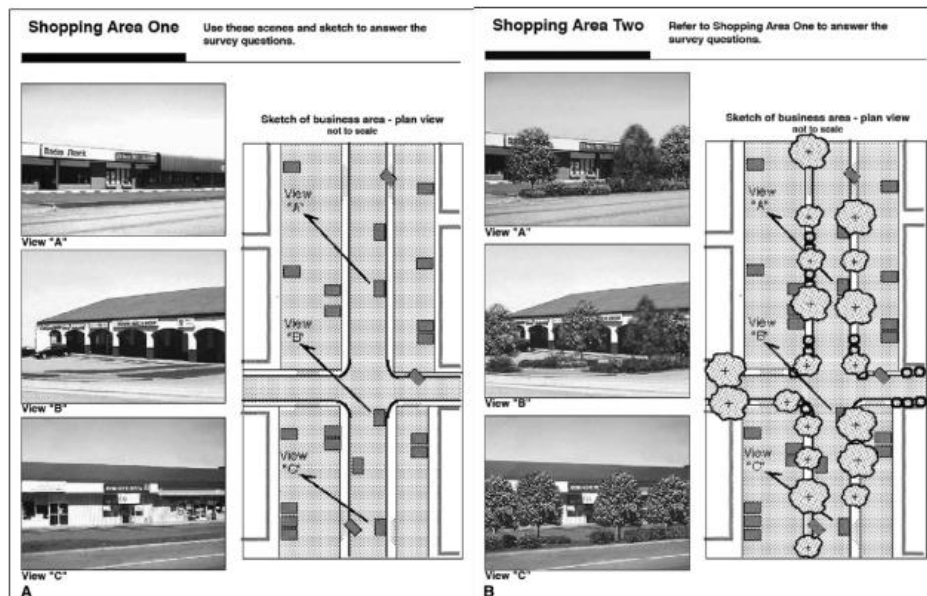 Shopping Area One
Use these scenes and sketch to answer the
survey questions.
Sketch of business area - plan view
not to scale
View "A"
View "B"
View "C"
View
"A"
View
"B"
View
"C"
A
Shopping Area Two
Refer to Shopping Area One to answer the
survey questions.
Sketch of business area - plan view
not to scale
View "A"
View "B"
View "C"
View
"A"
View
"B"
View
"C"
B